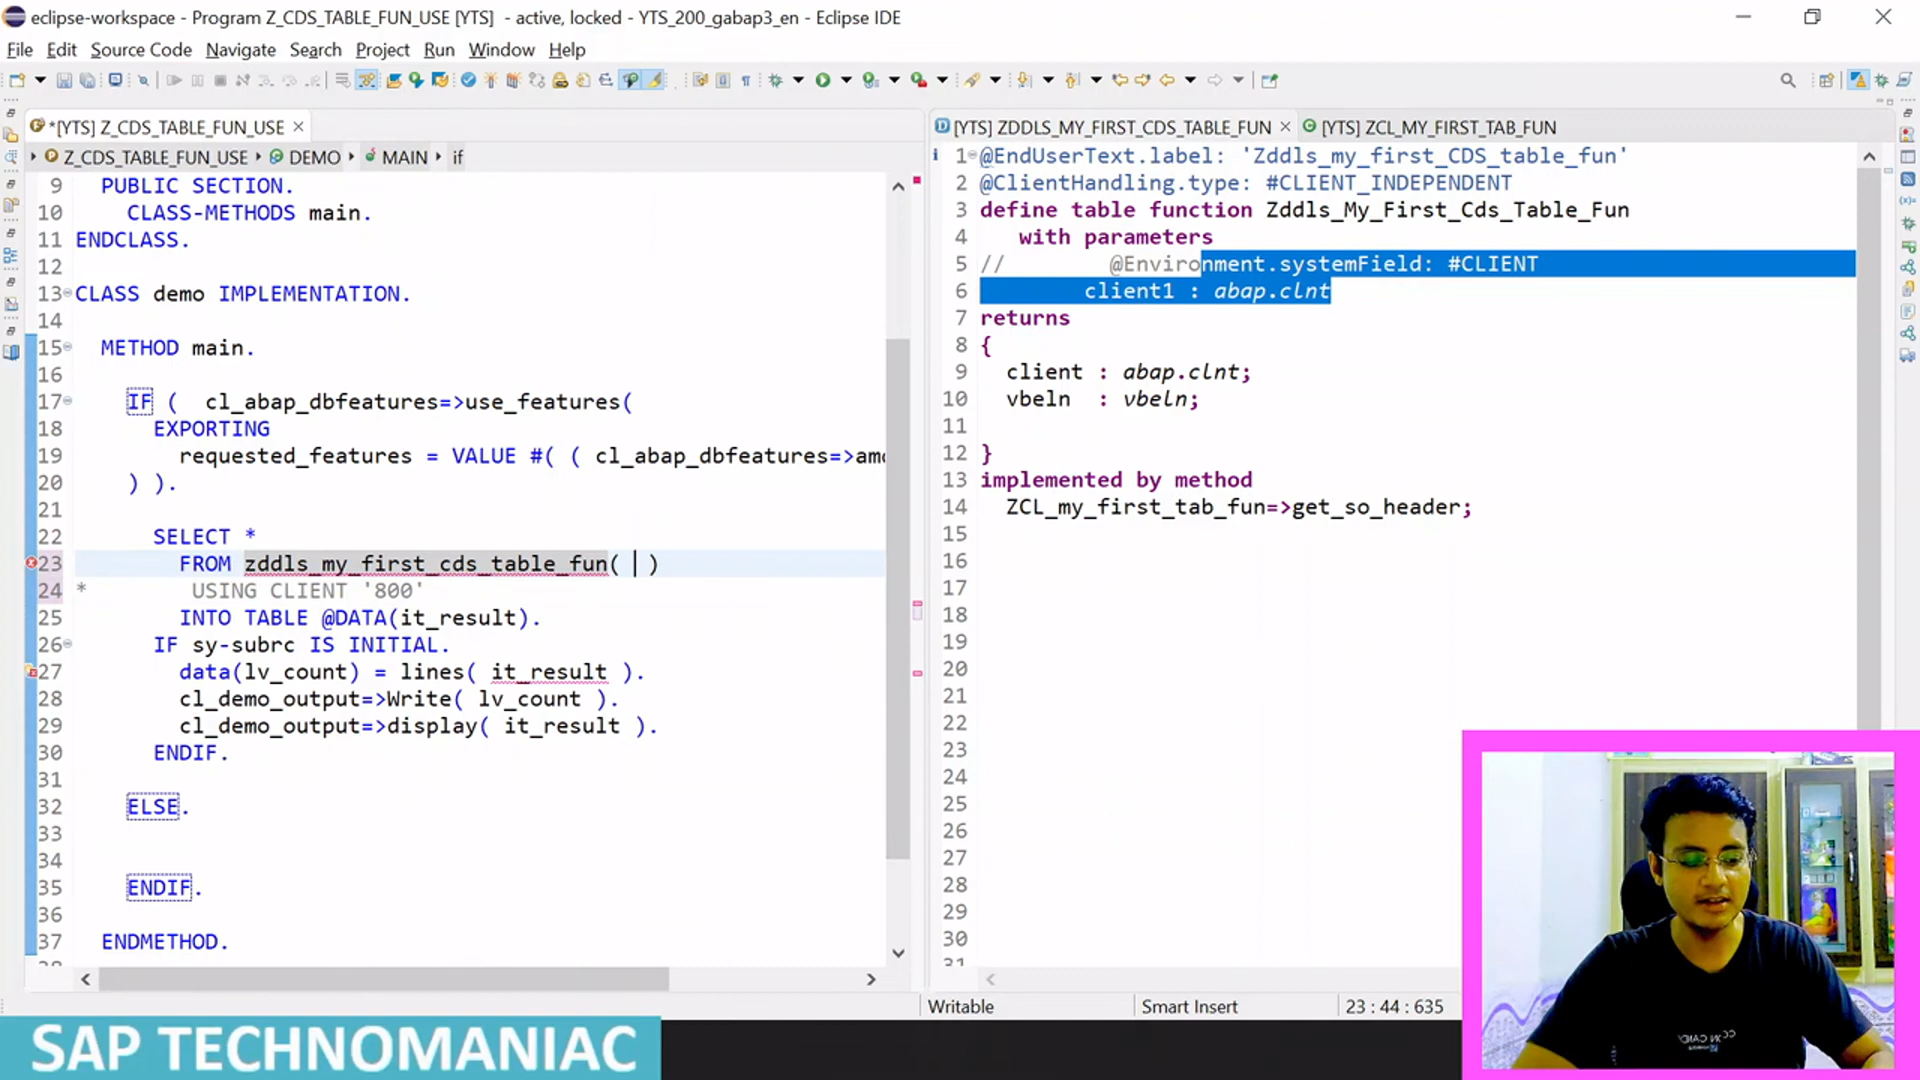 eclipse-workspace - Program Z_CDS_TABLE_FUN_USE [YTS] - active, locked - YTS_200_gabap3_en - Eclipse IDE
File Edit Source Code Navigate Search Project Run Window Help
*[YTS] Z_CDS_TABLE_FUN_USE
Z_CDS_TABLE_FUN_USE DEMO MAIN if
9 PUBLIC SECTION.
10 CLASS-METHODS main.
11 ENDCLASS.
12
13 CLASS demo IMPLEMENTATION.
14
15 METHOD main.
16
17 IF ( cl_abap_dbfeatures=>use_features(
18 EXPORTING
19 requested_features = VALUE #( ( cl_abap_dbfeatures=>amd
20 ) ).
21
22 SELECT *
23 FROM zddls_my_first_cds_table_fun( )
24 * USING CLIENT '800'
25 INTO TABLE @DATA(it_result).
26 IF sy-subrc IS INITIAL.
27 data(lv_count) = lines( it_result ).
28 cl_demo_output=>Write( lv_count ).
29 cl_demo_output=>display( it_result ).
30 ENDIF.
31
32 ELSE.
33
34
35 ENDIF.
36
37 ENDMETHOD.
[YTS] ZDDLS_MY_FIRST_CDS_TABLE_FUN [YTS] ZCL_MY_FIRST_TAB_FUN
1 @EndUserText.label: 'Zddls_my_first_CDS_table_fun'
2 @ClientHandling.type: #CLIENT_INDEPENDENT
3 define table function Zddls_My_First_Cds_Table_Fun
4 with parameters
5 // @Environment.systemField: #CLIENT
6 client1 : abap.clnt
7 returns
8 {
9 client : abap.clnt;
10 vbeln : vbeln;
11
12 }
13 implemented by method
14 ZCL_my_first_tab_fun=>get_so_header;
15
16
17
18
19
20
21
22
23
24
25
26
27
28
29
30
31
Writable Smart Insert 23 : 44 : 635
SAP TECHNOMANIAC